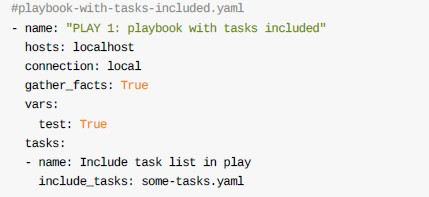 #playbook-with-tasks-included.yaml
- name: "PLAY 1: playbook with tasks included"
  hosts: localhost
  connection: local
  gather_facts: True
  vars:
    test: True
  tasks:
  - name: Include task list in play
    include_tasks: some-tasks.yaml